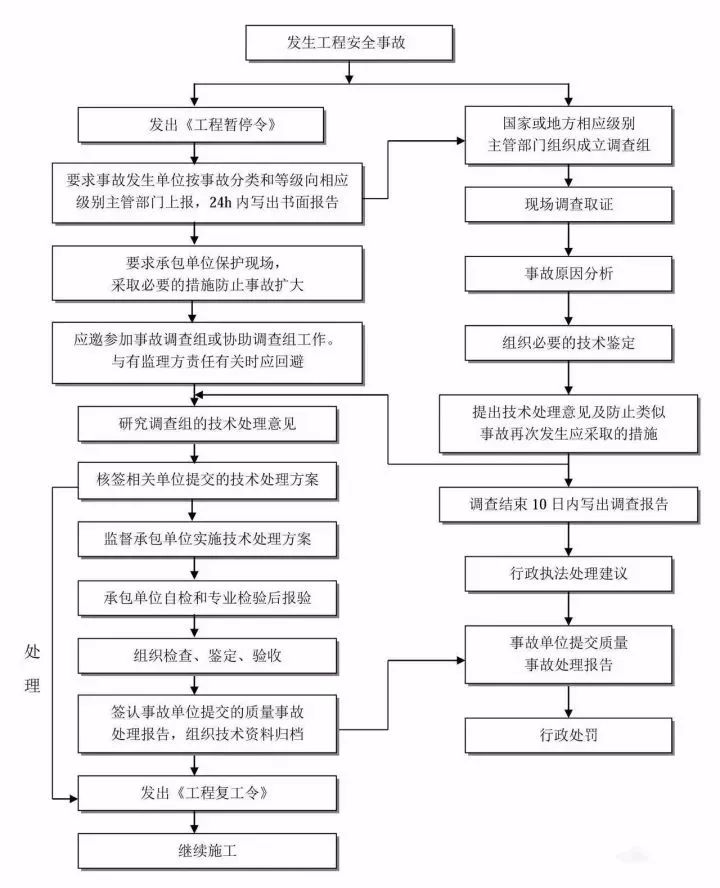 发生工程安全事故
发出《工程暂停令》
要求事故发生单位按事故分类和等级向相应
级别主管部门上报，24h 内写出书面报告
要求承包单位保护现场，
采取必要的措施防止事故扩大
应邀参加事故调查组或协助调查组工作。
与有监理方责任有关时应回避
研究调查组的技术处理意见
核签相关单位提交的技术处理方案
监督承包单位实施技术处理方案
承包单位自检和专业检验后报验
组织检查、鉴定、验收
签认事故单位提交的质量事故
处理报告，组织技术资料归档
发出《工程复工令》
继续施工
处
理
国家或地方相应级别
主管部门组织成立调查组
现场调查取证
事故原因分析
组织必要的技术鉴定
提出技术处理意见及防止类似
事故再次发生应采取的措施
调查结束 10 日内写出调查报告
行政执法处理建议
事故单位提交质量
事故处理报告
行政处罚